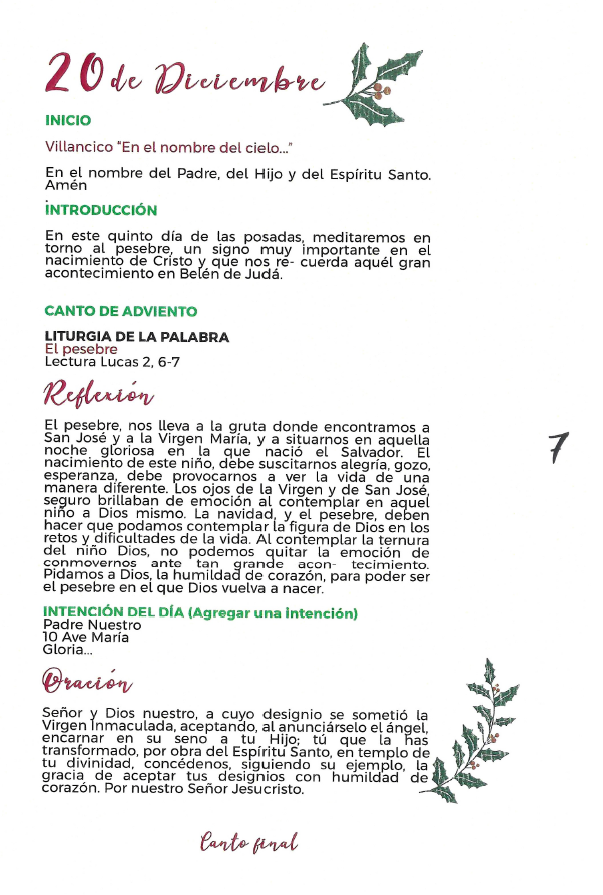 20 de Diciembre
INICIO
Villancico "En el nombre del cielo..."
En el nombre del Padre, del Hijo y del Espíritu Santo.
Amén
INTRODUCCIÓN
En este quinto día de las posadas, meditaremos en
torno al pesebre, un signo muy importante en el
nacimiento de Cristo y que nos re- cuerda aquél gran
acontecimiento en Belén de Judá.
CANTO DE ADVIENTO
LITURGIA DE LA PALABRA
El pesebre
Lectura Lucas 2, 6-7
Reflexión
El pesebre, nos lleva a la gruta donde encontramos a
San José y a la Virgen María, y a situarnos en aquella
noche gloriosa en la que nació el Salvador. El
nacimiento de este niño, debe suscitarnos alegría, gozo,
esperanza, debe provocarnos a ver la vida de una
manera diferente. Los ojos de la Virgen y de San José,
seguro brillaban de emoción al contemplar en aquel
niño a Dios mismo. La navidad, y el pesebre, deben
hacer que podamos contemplar la figura de Dios en los
retos y dificultades de la vida. Al contemplar la ternura
del niño Dios, no podemos quitar la emoción de
conmovernos ante tan grande acon- tecimiento.
Pidamos a Dios, la humildad de corazón, para poder ser
el pesebre en el que Dios vuelva a nacer.
7
INTENCIÓN DEL DÍA (Agregar una intención)
Padre Nuestro
10 Ave María
Gloria...
Oración
Señor y Dios nuestro, a cuyo designio se sometió la
Virgen Inmaculada, aceptando, al anunciárselo el ángel,
encarnar en su seno a tu Hijo; tú que la has
transformado, por obra del Espíritu Santo, en templo de
tu divinidad, concédenos, siguiendo su ejemplo, la
gracia de aceptar tus designios con humildad de
corazón. Por nuestro Señor Jesucristo.
Canto final